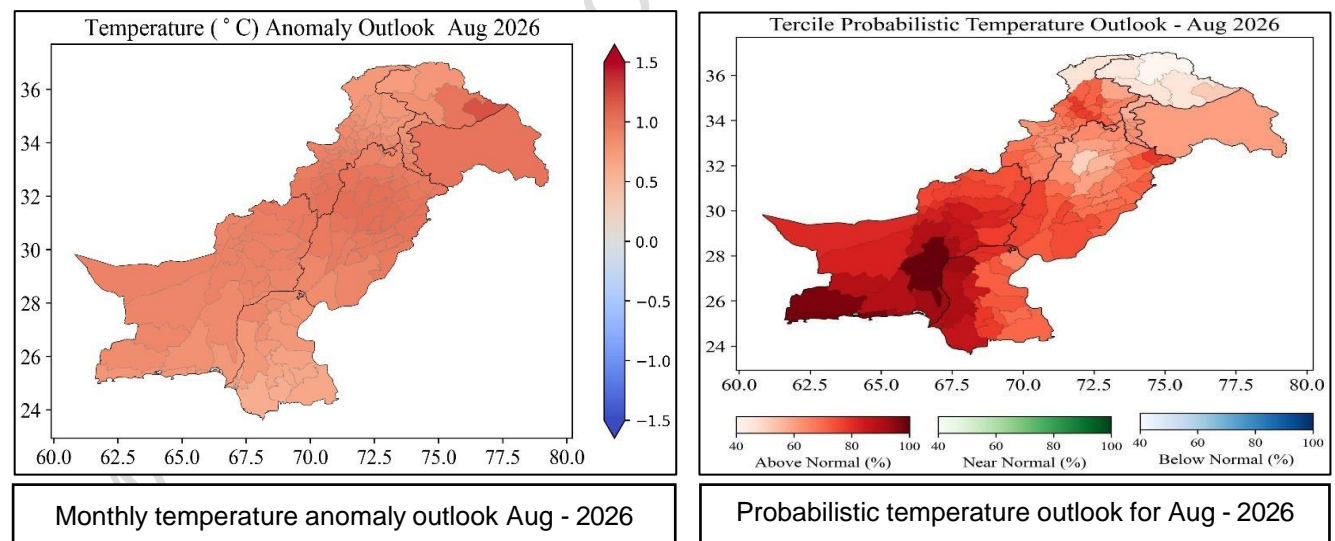 Temperature ( ° C) Anomaly Outlook Aug 2026
36
34
32
30
28
26
24
60.0 62.5 65.0 67.5 70.0 72.5 75.0 77.5 80.0
1.5
1.0
0.5
0.0
−0.5
−1.0
−1.5
Monthly temperature anomaly outlook Aug - 2026
Tercile Probabilistic Temperature Outlook - Aug 2026
36
34
32
30
28
26
24
60.0 62.5 65.0 67.5 70.0 72.5 75.0 77.5 80.0
40 60 80 100
Above Normal (%)
40 60 80 100
Near Normal (%)
40 60 80 100
Below Normal (%)
Probabilistic temperature outlook for Aug - 2026